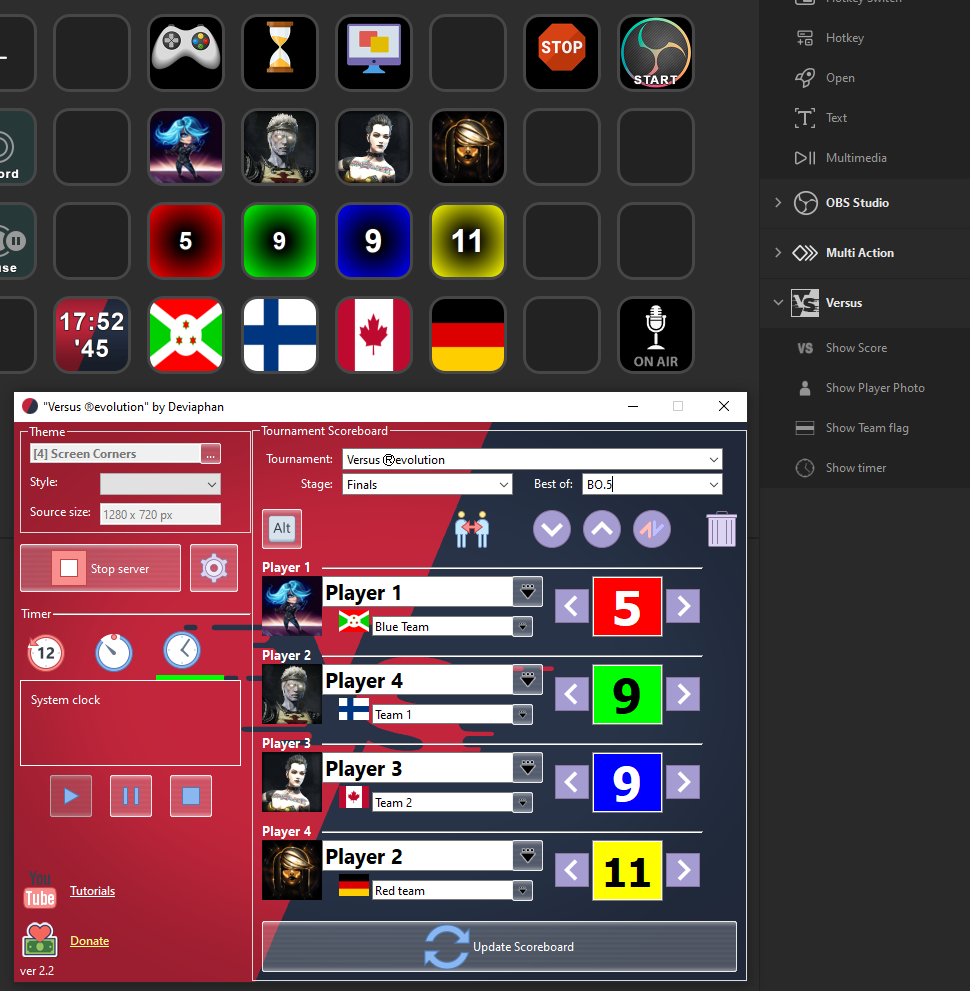 STOP
START
ord
5
9
9
11
use
17:52
'45
ON AIR
Hotkey Switch
Hotkey
Open
Text
Multimedia
OBS Studio
Multi Action
VS
Versus
VS
Show Score
Show Player Photo
Show Team flag
Show timer
"Versus ®evolution" by Deviaphan
Theme
[4] Screen Corners
...
Style:
Source size:
1280 x 720 px
Stop server
Timer
12
System clock
You
Tube
Tutorials
Donate
ver 2.2
Tournament Scoreboard
Tournament:
Versus ®evolution
Stage:
Finals
Best of:
BO.5
Alt
Player 1
Player 1
Blue Team
5
Player 2
Player 4
Team 1
9
Player 3
Player 3
Team 2
9
Player 4
Player 2
Red team
11
Update Scoreboard